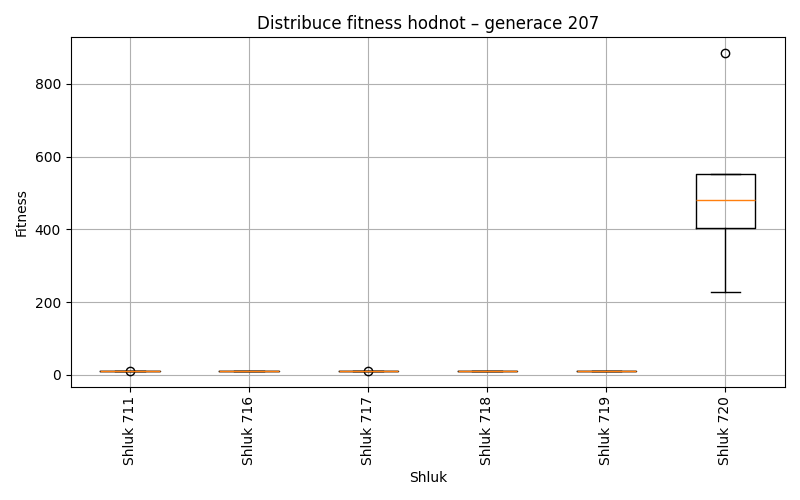 Distribuce fitness hodnot – generace 207
Fitness
800
600
400
200
0
Shluk 711
Shluk 716
Shluk 717
Shluk 718
Shluk 719
Shluk 720
Shluk